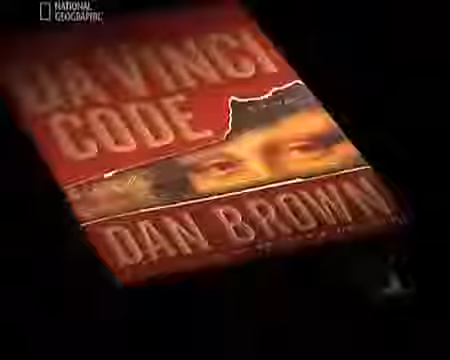 NATIONAL
GEOGRAPHIC
DA VINCI
CODE
DAN BROWN